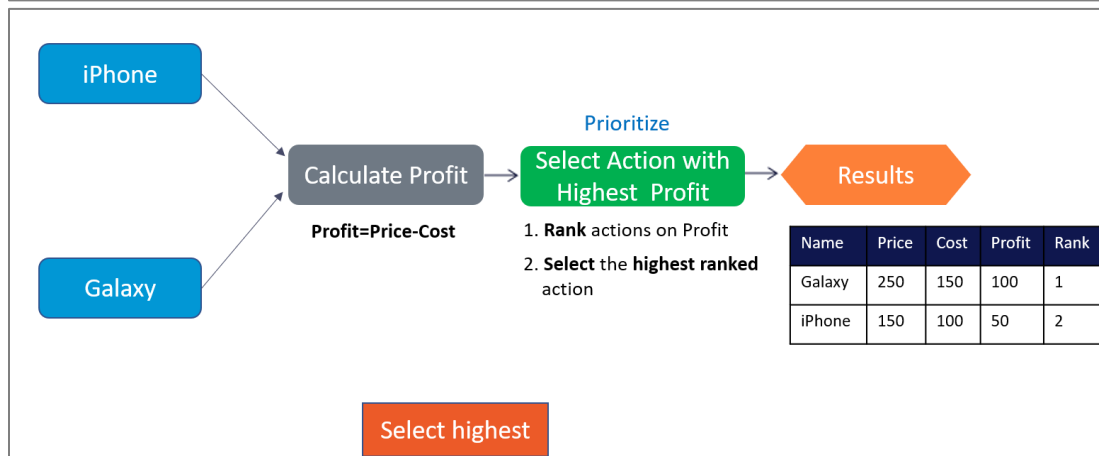 iPhone
Galaxy
Calculate Profit
Profit=Price-Cost
Prioritize
Select Action with
Highest Profit
1. Rank actions on Profit
2. Select the highest ranked
action
Results
Name Price Cost Profit Rank
Galaxy 250 150 100 1
iPhone 150 100 50 2
Select highest